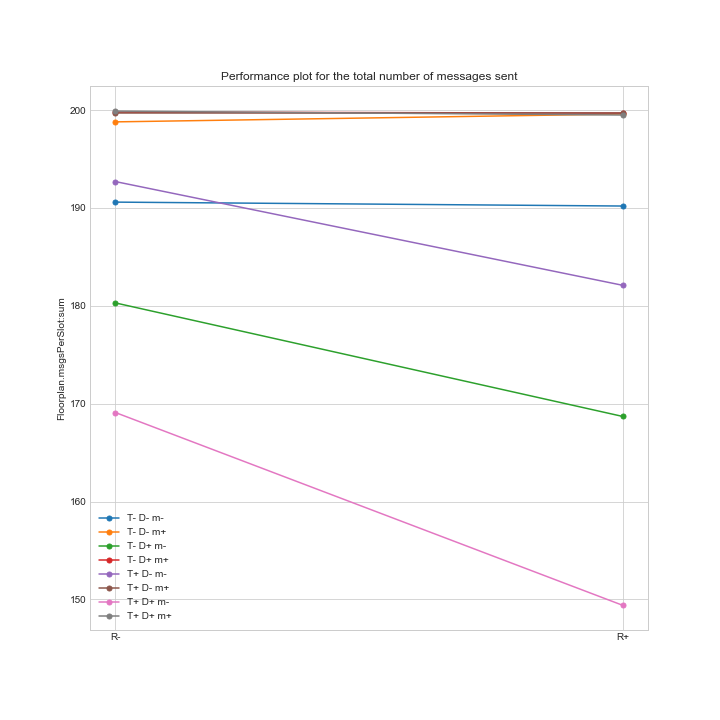 Performance plot for the total number of messages sent
Floorplan.msgsPerSlot:sum
200
190
180
170
160
150
T- D- m-
T- D- m+
T- D+ m-
T- D+ m+
T+ D- m-
T+ D- m+
T+ D+ m-
T+ D+ m+
R-
R+